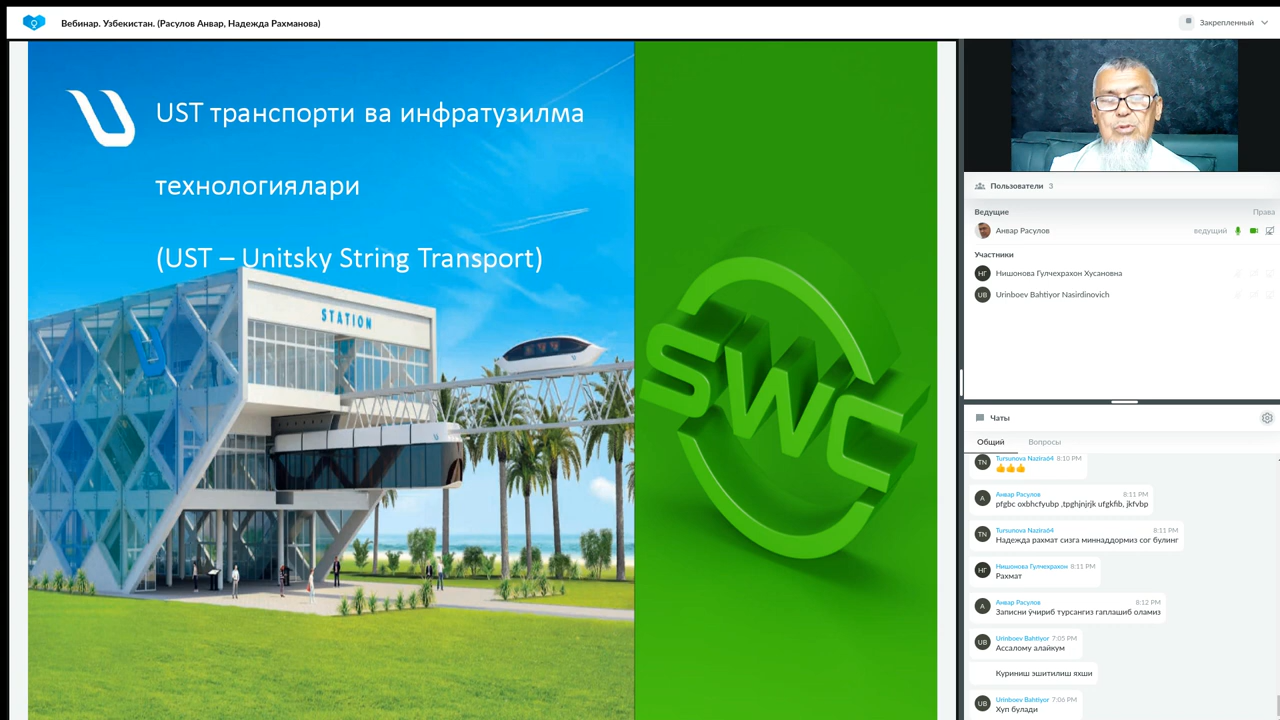 Вебинар. Узбекистан. (Расулов Анвар, Надежда Рахманова)
Закрепленный
UST транспорти ва инфратузилма
технологиялари
(UST – Unitsky String Transport)
STATION
SWC
Пользователи 3
Ведущие Права
Анвар Расулов ведущий
Участники
НГ Нишонова Гулчехрахон Хусановна
UB Urinboev Bahtiyor Nasirdinovich
Чаты
Общий Вопросы
TN Tursunova Nazira64 8:10 PM
А Анвар Расулов 8:11 PM
pfgbc oxbhcfyubp ,tpghjnjrjk ufgkfib, jkfvbp
TN Tursunova Nazira64 8:11 PM
Надежда рахмат сизга миннаддормиз сог булинг
НГ Нишонова Гулчехрахон 8:11 PM
Рахмат
А Анвар Расулов 8:12 PM
Записни ўчириб турсангиз гаплашиб оламиз
UB Urinboev Bahtiyor 7:05 PM
Ассалому алайкум
Куриниш эшитилиш яхши
UB Urinboev Bahtiyor 7:06 PM
Хуп булади